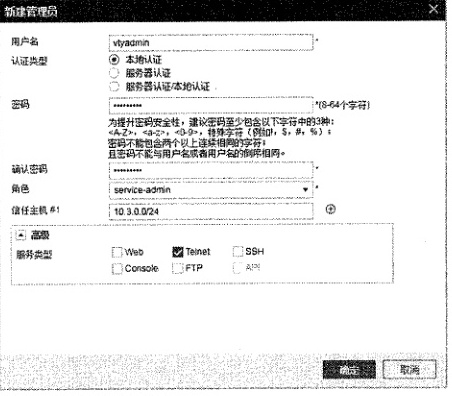 新建管理员
用户名 vtyadmin *
认证类型 本地认证
服务器认证
服务器认证/本地认证
密码 ••••••••• *(8-64个字符)
为提升密码安全性，建议密码至少包含以下字符中的3种：
<A-Z>，<a-z>，<0-9>，特殊字符（例如!，$，#，%）；
密码不能包含两个以上连续相同的字符；
且密码不能与用户名或者用户名的倒序相同。
确认密码 ••••••••• *
角色 service-admin *
信任主机 #1 10.3.0.0/24
高级
服务类型 Web Telnet SSH
Console FTP API
确定 取消